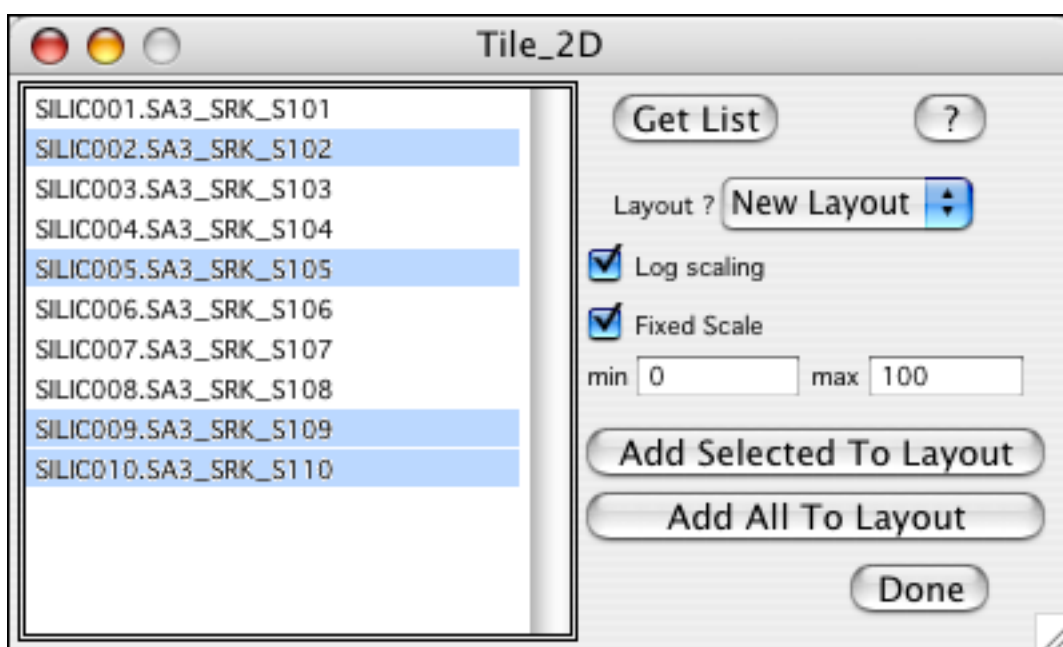 Tile_2D
SILIC001.SA3_SRK_S101
SILIC002.SA3_SRK_S102
SILIC003.SA3_SRK_S103
SILIC004.SA3_SRK_S104
SILIC005.SA3_SRK_S105
SILIC006.SA3_SRK_S106
SILIC007.SA3_SRK_S107
SILIC008.SA3_SRK_S108
SILIC009.SA3_SRK_S109
SILIC010.SA3_SRK_S110
Get List ?
Layout ? New Layout
Log scaling
Fixed Scale
min 0 max 100
Add Selected To Layout
Add All To Layout
Done